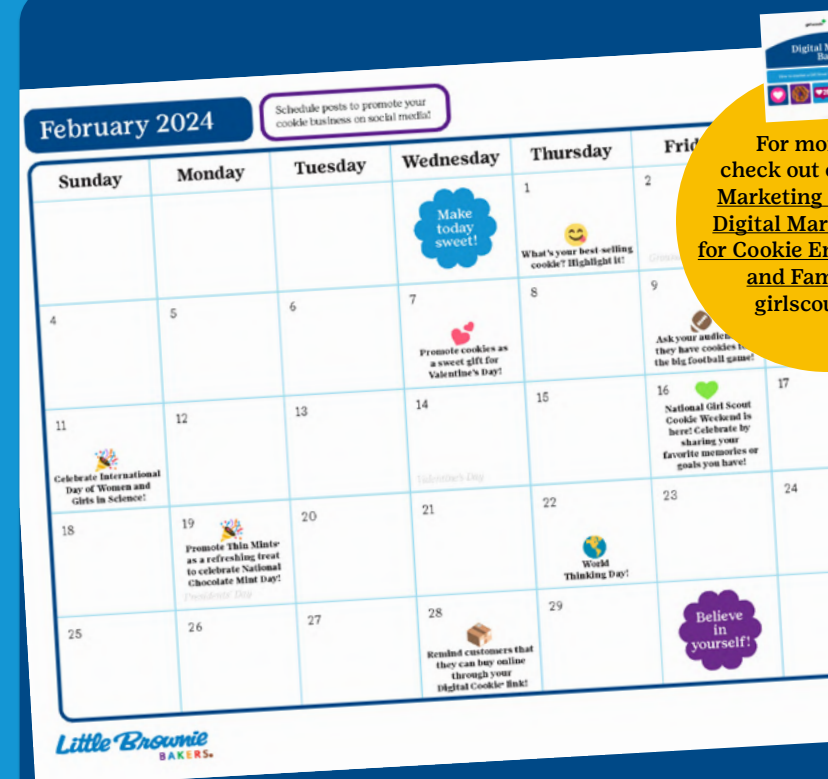 February 2024
Schedule posts to promote your
cookie business on social media!
Digital M
Ba
For mo
check out
Marketing
Digital Mar
for Cookie En
and Fam
girlscou
Sunday Monday Tuesday Wednesday Thursday Frid
Make
today
sweet!
1
What's your best-selling
cookie? Highlight it!
2
4
5
6
7
Promote cookies as
a sweet gift for
Valentine's Day!
8
9
Ask your audien
they have cookies
the big football game!
11
Celebrate International
Day of Women and
Girls in Science!
12
13
14
Valentine's Day
15
16
National Girl Scout
Cookie Weekend is
here! Celebrate by
sharing your
favorite memories or
goals you have!
17
18
19
Promote Thin Mints®
as a refreshing treat
to celebrate National
Chocolate Mint Day!
Presidents' Day
20
21
22
World
Thinking Day!
23
24
25
26
27
28
Remind customers that
they can buy online
through your
Digital Cookie® link!
29
Believe
in
yourself!
Little Brownie
BAKERS®